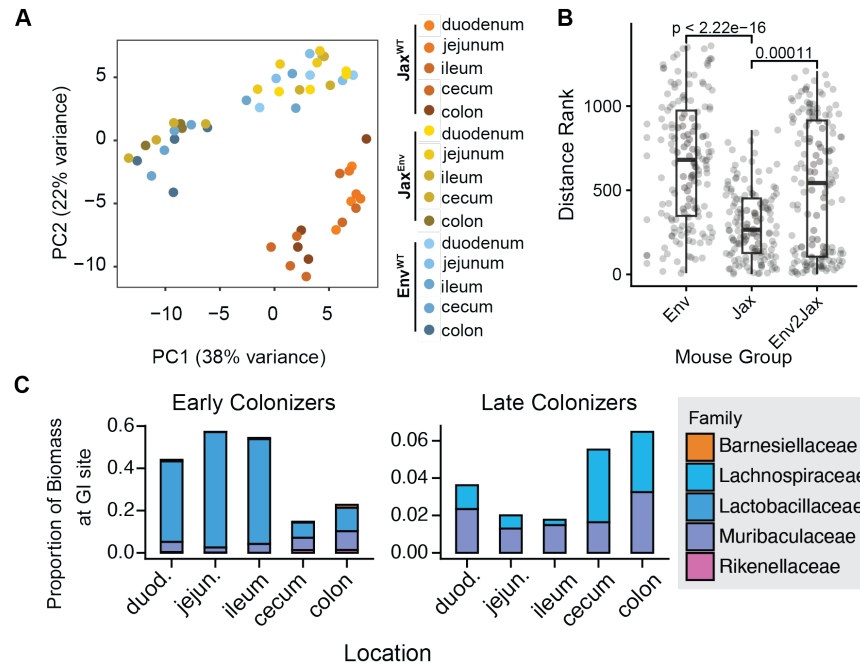 A
5
0
−5
−10
PC2 (22% variance)
−10
−5
0
5
PC1 (38% variance)
Jax^WT
duodenum
jejunum
ileum
cecum
colon
Jax^Env
duodenum
jejunum
ileum
cecum
colon
Env^WT
duodenum
jejunum
ileum
cecum
colon
B
p < 2.22e−16
0.00011
1000
500
0
Distance Rank
Env
Jax
Env2Jax
Mouse Group
C
Early Colonizers
0.6
0.4
0.2
0.0
Proportion of Biomass
at GI site
duod.
jejun.
ileum
cecum
colon
Late Colonizers
0.06
0.04
0.02
0.00
duod.
jejun.
ileum
cecum
colon
Location
Family
Barnesiellaceae
Lachnospiraceae
Lactobacillaceae
Muribaculaceae
Rikenellaceae